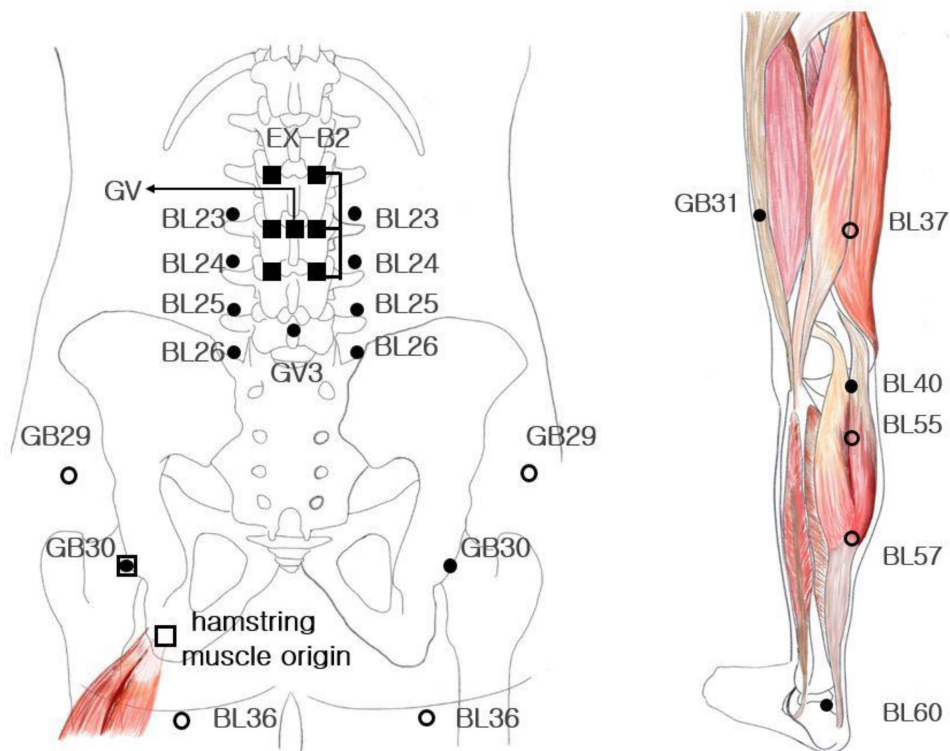 EX-B2
GV
BL23
BL23
BL24
BL24
BL25
BL25
BL26
BL26
GV3
GB29
GB29
GB30
GB30
hamstring
muscle origin
BL36
BL36
GB31
BL37
BL40
BL55
BL57
BL60